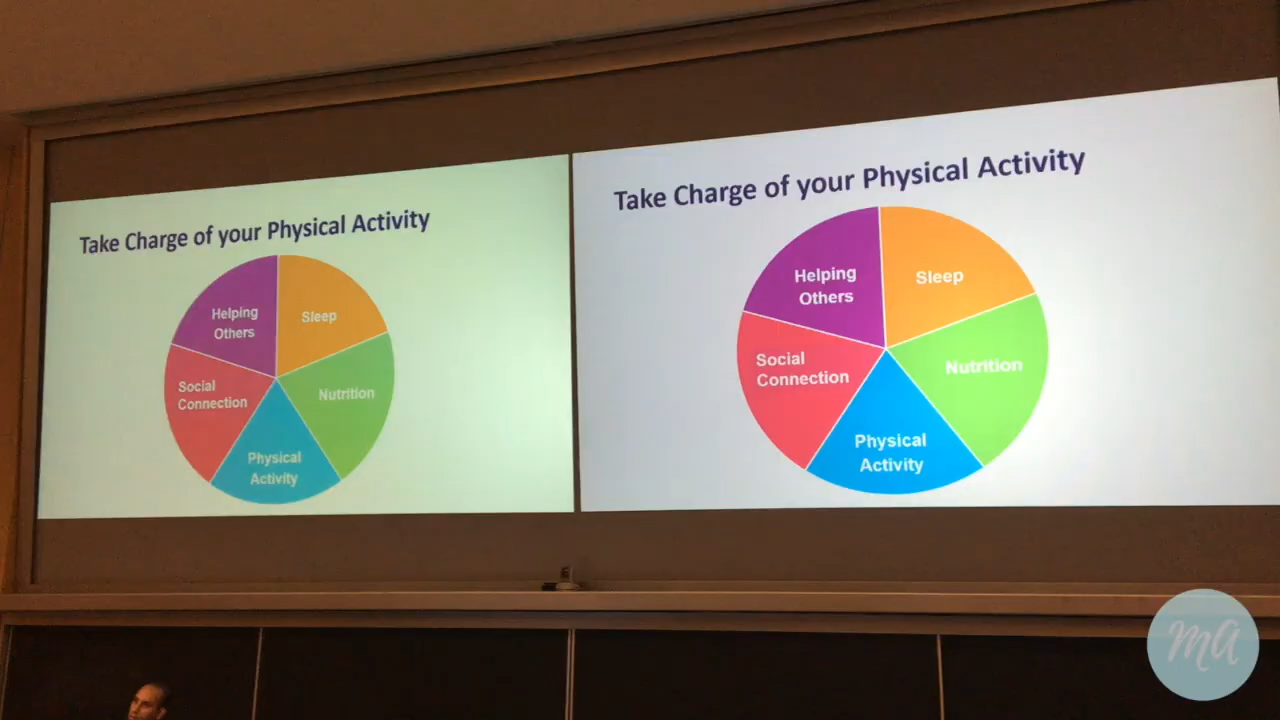 Take Charge of your Physical Activity
Helping
Others
Sleep
Social
Connection
Nutrition
Physical
Activity
Take Charge of your Physical Activity
Helping
Others
Sleep
Social
Connection
Nutrition
Physical
Activity
MA